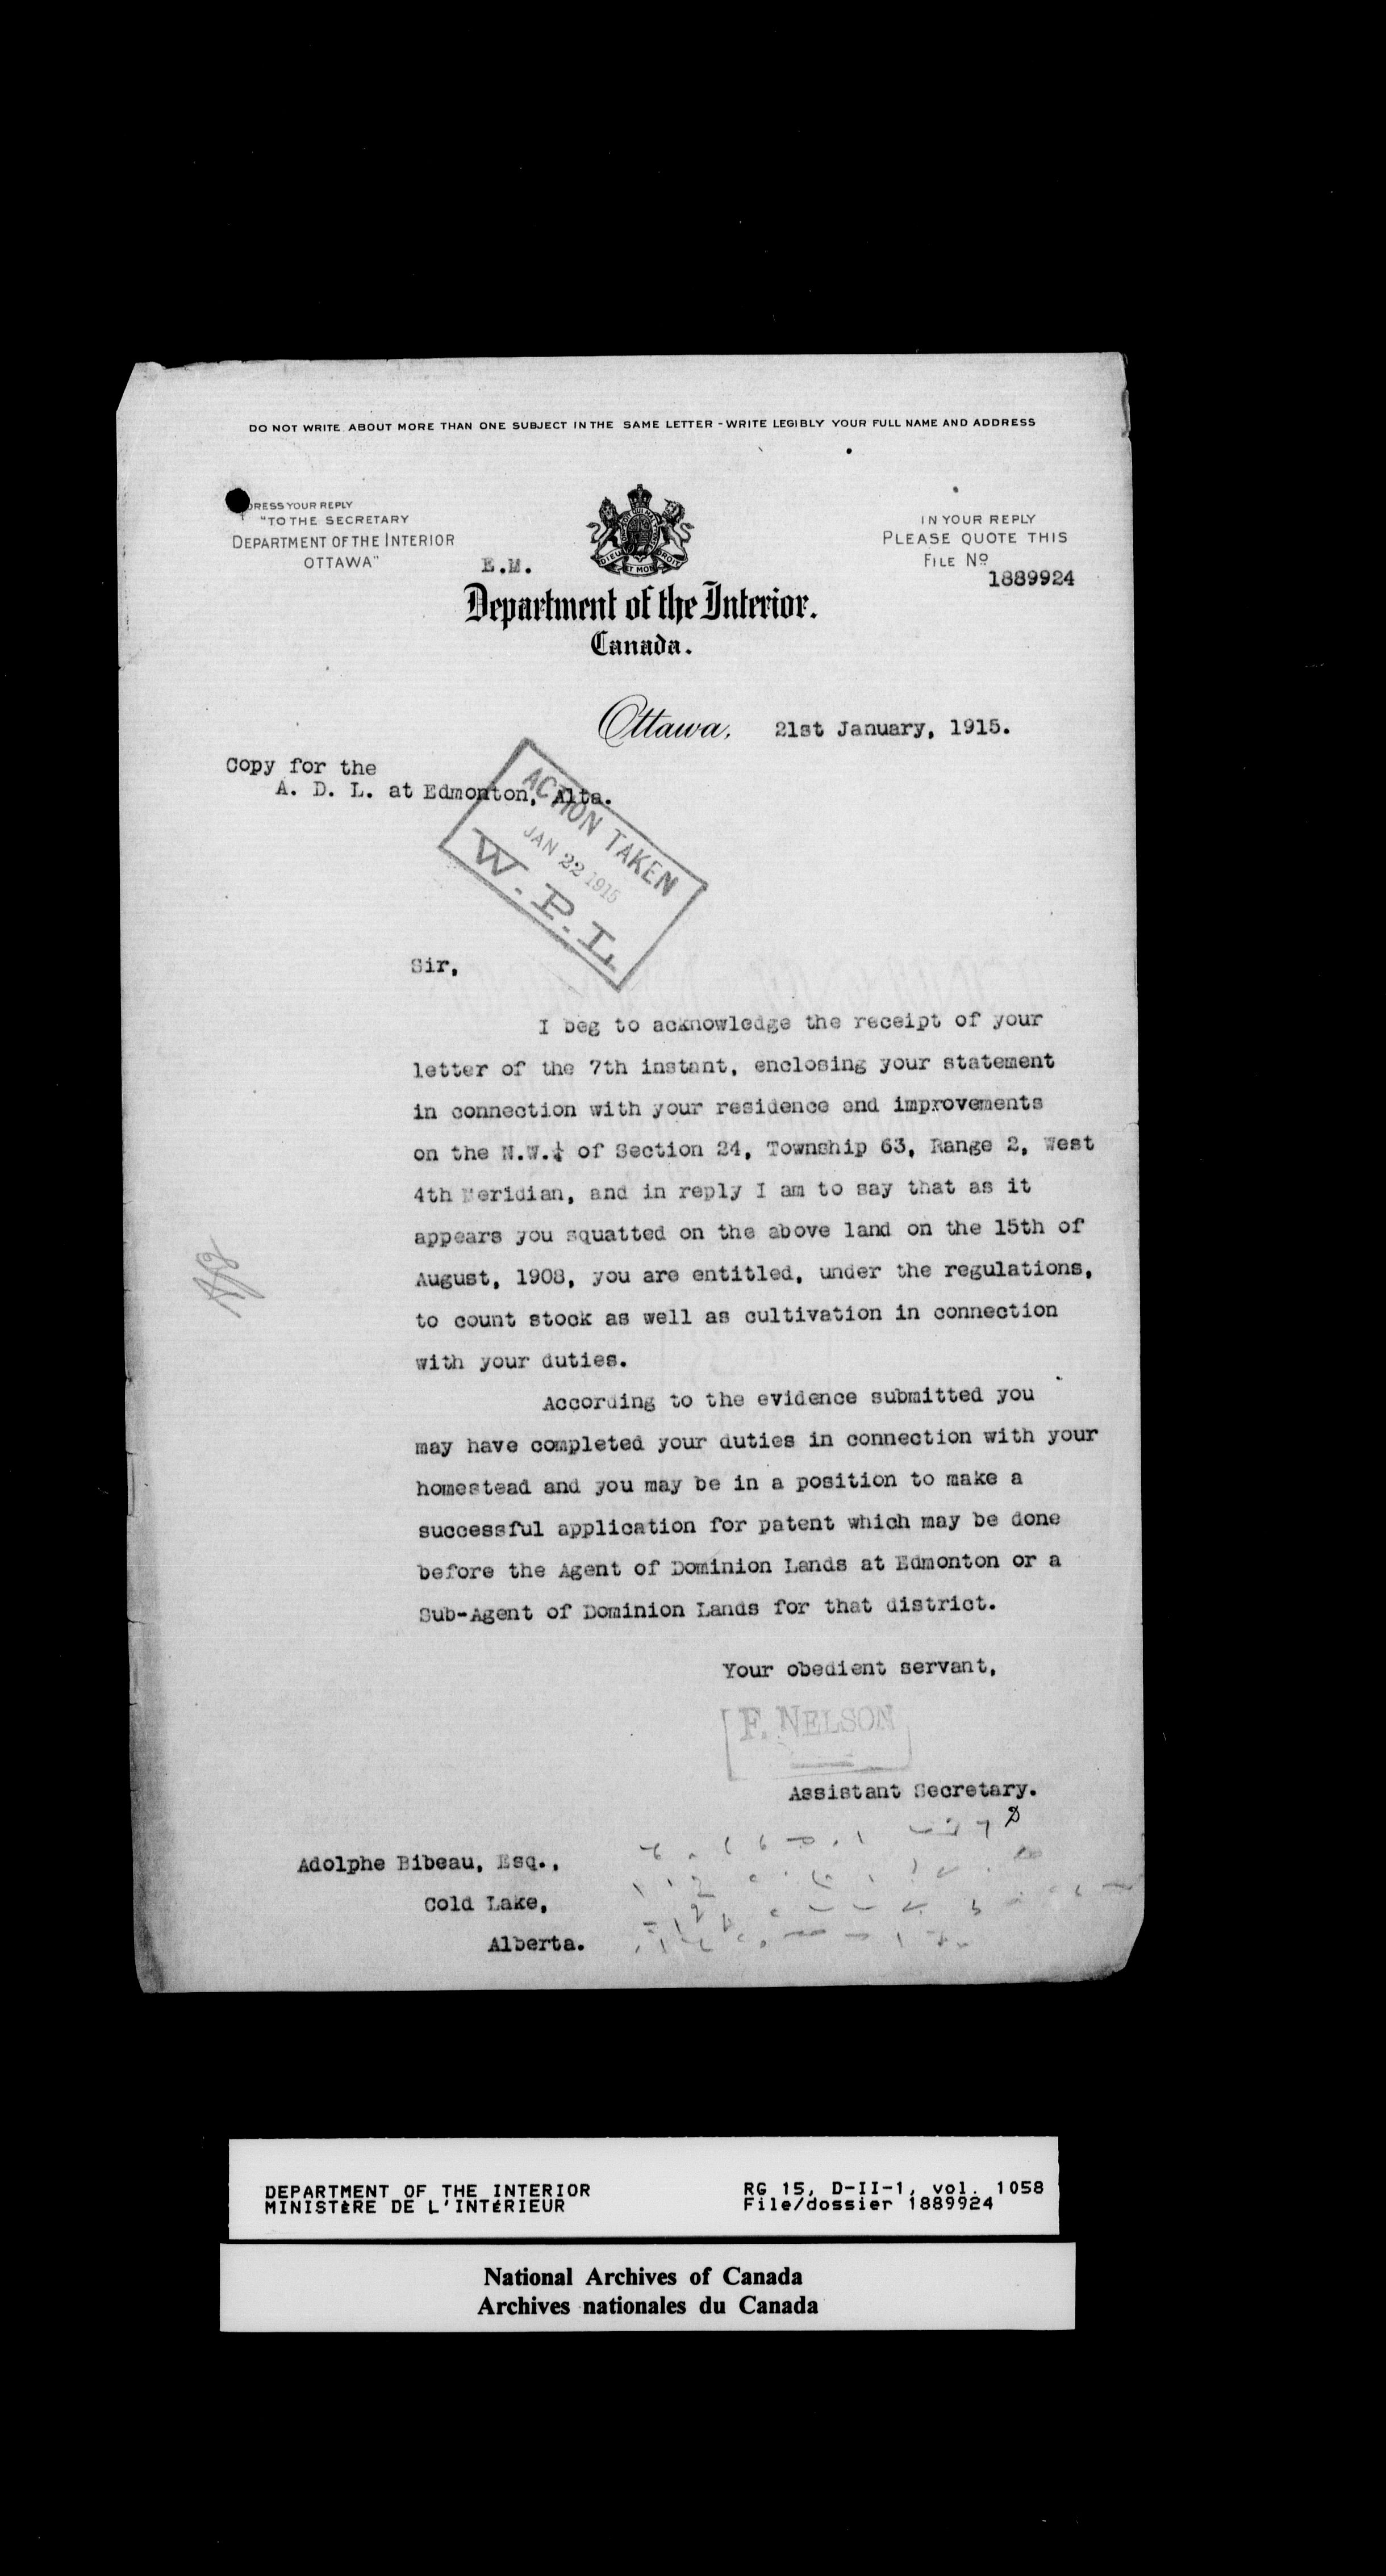 DO NOT WRITE ABOUT MORE THAN ONE SUBJECT IN THE SAME LETTER - WRITE LEGIBLY YOUR FULL NAME AND ADDRESS
DRESS YOUR REPLY
"TO THE SECRETARY
DEPARTMENT OF THE INTERIOR
OTTAWA"
E.M.
DIEU ET MON DROIT
IN YOUR REPLY
PLEASE QUOTE THIS
FILE No
1889924
Department of the Interior.
Canada.
Ottawa, 21st January, 1915.
Copy for the
A. D. L. at Edmonton, Alta.
ACTION TAKEN
JAN 22 1915
W. P. L.
Sir,
I beg to acknowledge the receipt of your
letter of the 7th instant, enclosing your statement
in connection with your residence and improvements
on the N.W.¼ of Section 24, Township 63, Range 2, West
4th Meridian, and in reply I am to say that as it
appears you squatted on the above land on the 15th of
August, 1908, you are entitled, under the regulations,
to count stock as well as cultivation in connection
with your duties.
According to the evidence submitted you
may have completed your duties in connection with your
homestead and you may be in a position to make a
successful application for patent which may be done
before the Agent of Dominion Lands at Edmonton or a
Sub-Agent of Dominion Lands for that district.
Your obedient servant,
F. NELSON
Assistant Secretary.
Adolphe Bibeau, Esq.,
Cold Lake,
Alberta.
DEPARTMENT OF THE INTERIOR
MINISTÈRE DE L'INTÉRIEUR
RG 15, D-II-1, vol. 1058
File/dossier 1889924
National Archives of Canada
Archives nationales du Canada